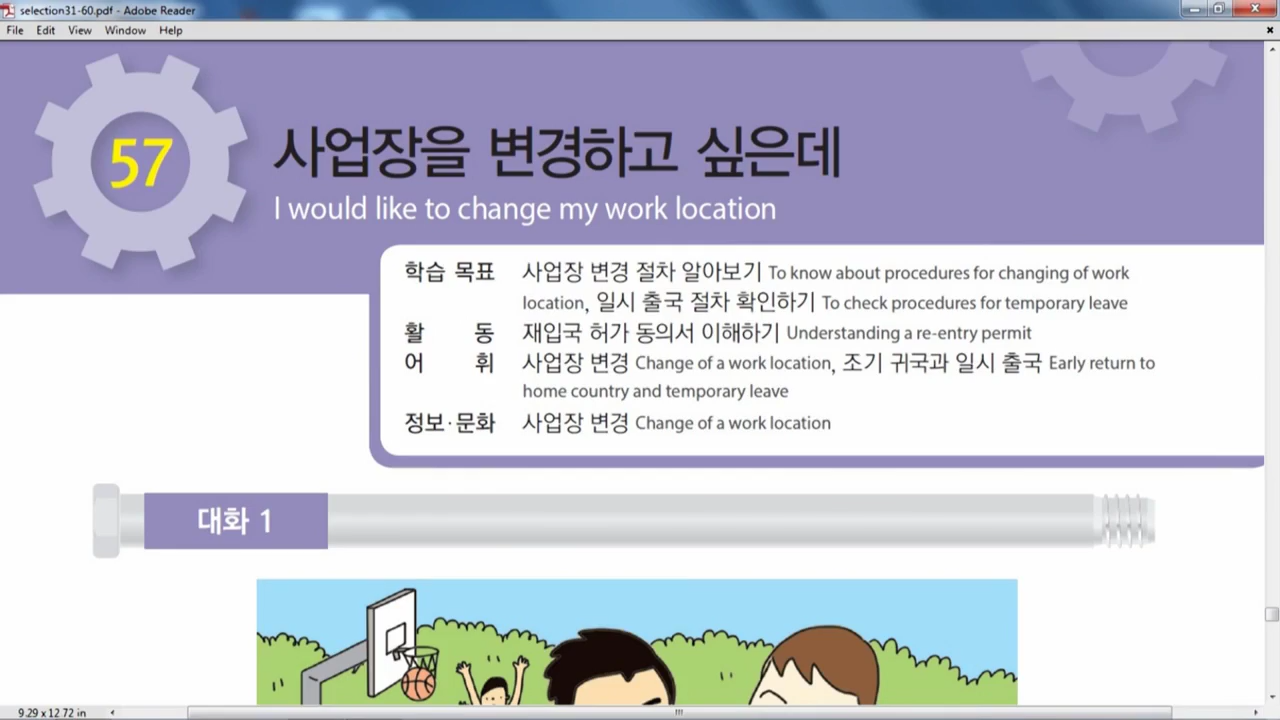 selection31-60.pdf - Adobe Reader
File Edit View Window Help
57
사업장을 변경하고 싶은데
I would like to change my work location
학습 목표 사업장 변경 절차 알아보기 To know about procedures for changing of work
location, 일시 출국 절차 확인하기 To check procedures for temporary leave
활 동 재입국 허가 동의서 이해하기 Understanding a re-entry permit
어 휘 사업장 변경 Change of a work location, 조기 귀국과 일시 출국 Early return to
home country and temporary leave
정보·문화 사업장 변경 Change of a work location
대화 1
9.29 x 12.72 in